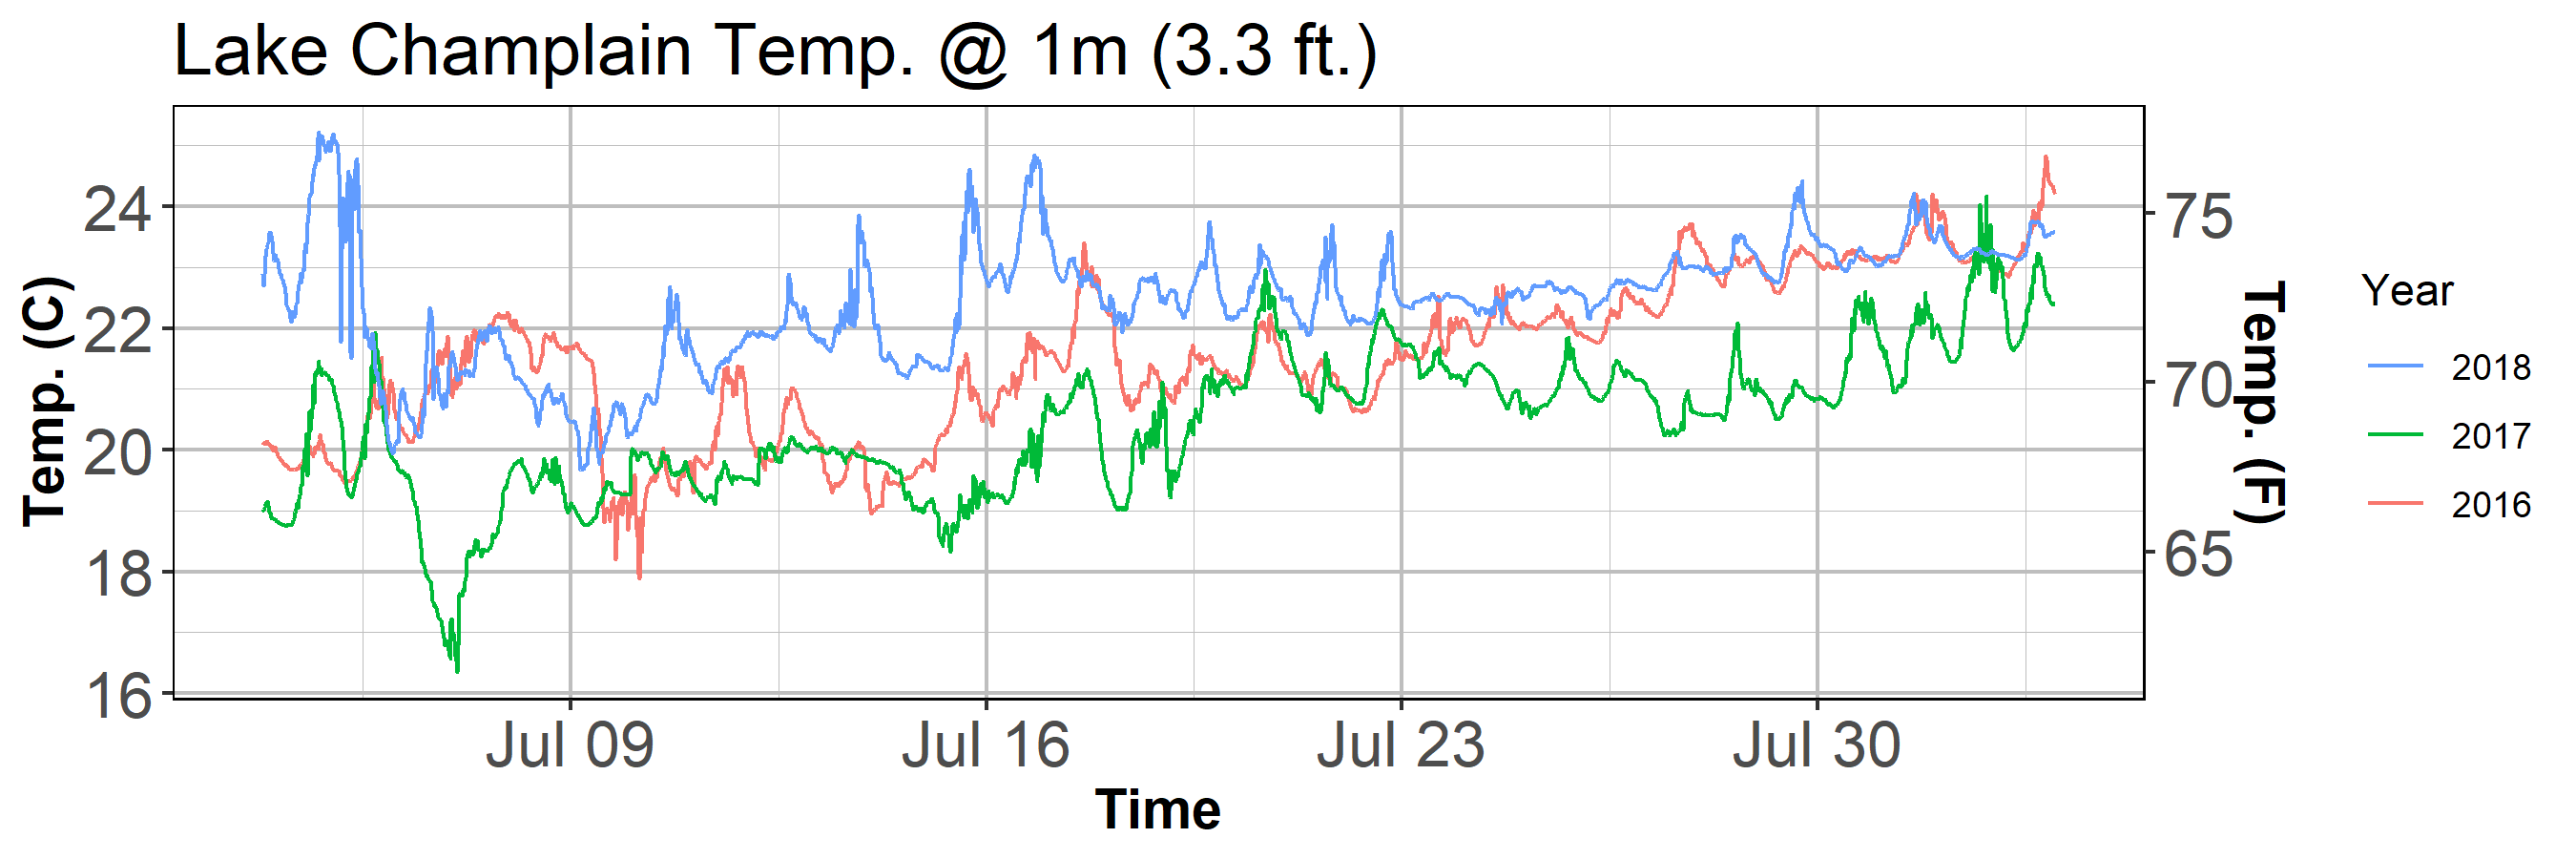 Lake Champlain Temp. @ 1m (3.3 ft.)
Temp. (C)
24
22
20
18
16
75
70
65
Temp. (F)
Jul 09
Jul 16
Jul 23
Jul 30
Time
Year
2018
2017
2016